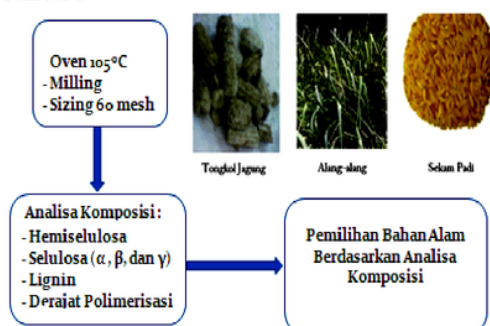 Oven 105°C
- Milling
- Sizing 60 mesh
Tongkol Jagung
Alang-alang
Sekam Padi
Analisa Komposisi :
- Hemiselulosa
- Selulosa (α, β, dan γ)
- Lignin
- Derajat Polimerisasi
Pemilihan Bahan Alam
Berdasarkan Analisa
Komposisi